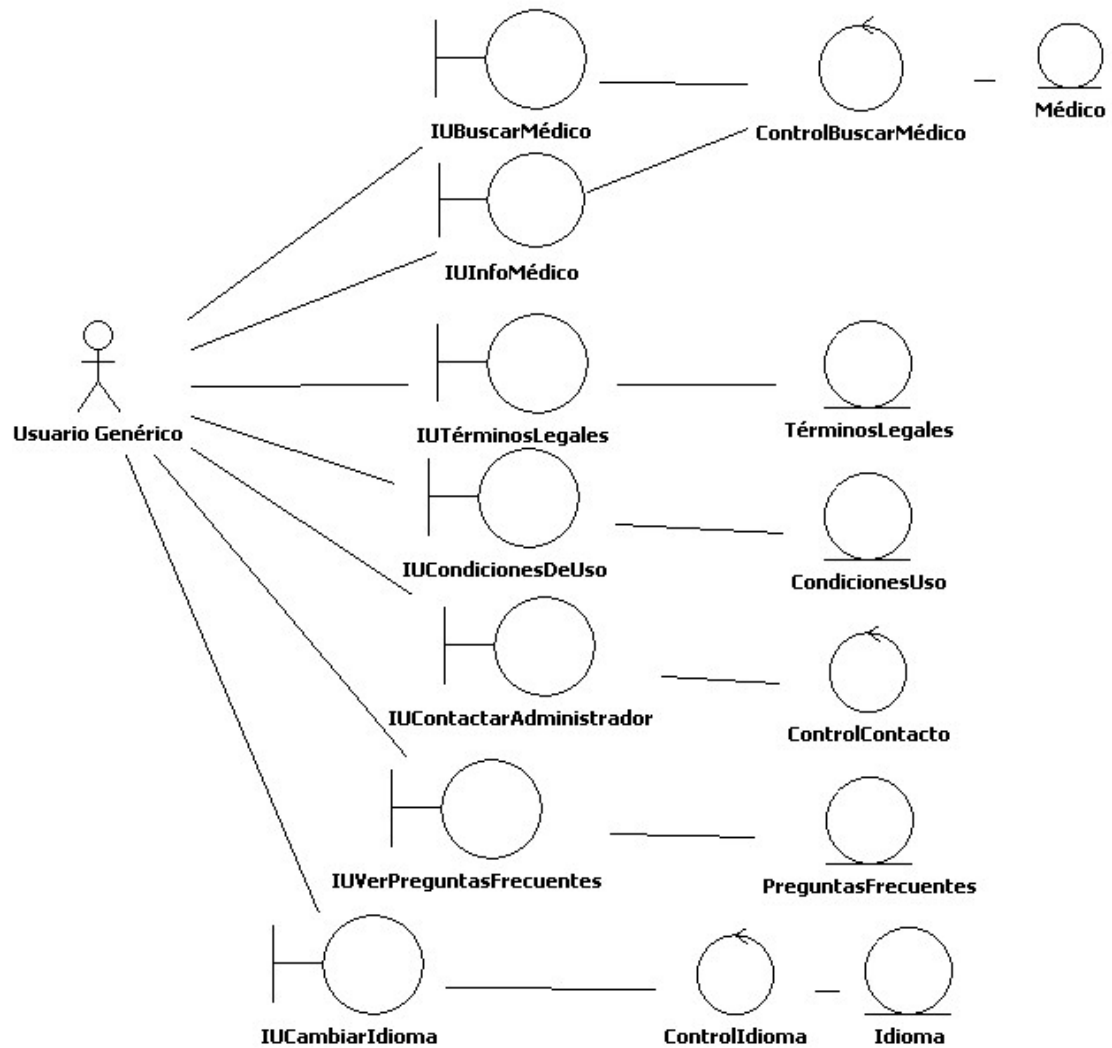 IUBuscarMédico
ControlBuscarMédico
Médico
IUInfoMédico
Usuario Genérico
IUTérminosLegales
TérminosLegales
IUCondicionesDeUso
CondicionesUso
IUContactarAdministrador
ControlContacto
IUVerPreguntasFrecuentes
PreguntasFrecuentes
IUCambiarIdioma
ControlIdioma
Idioma